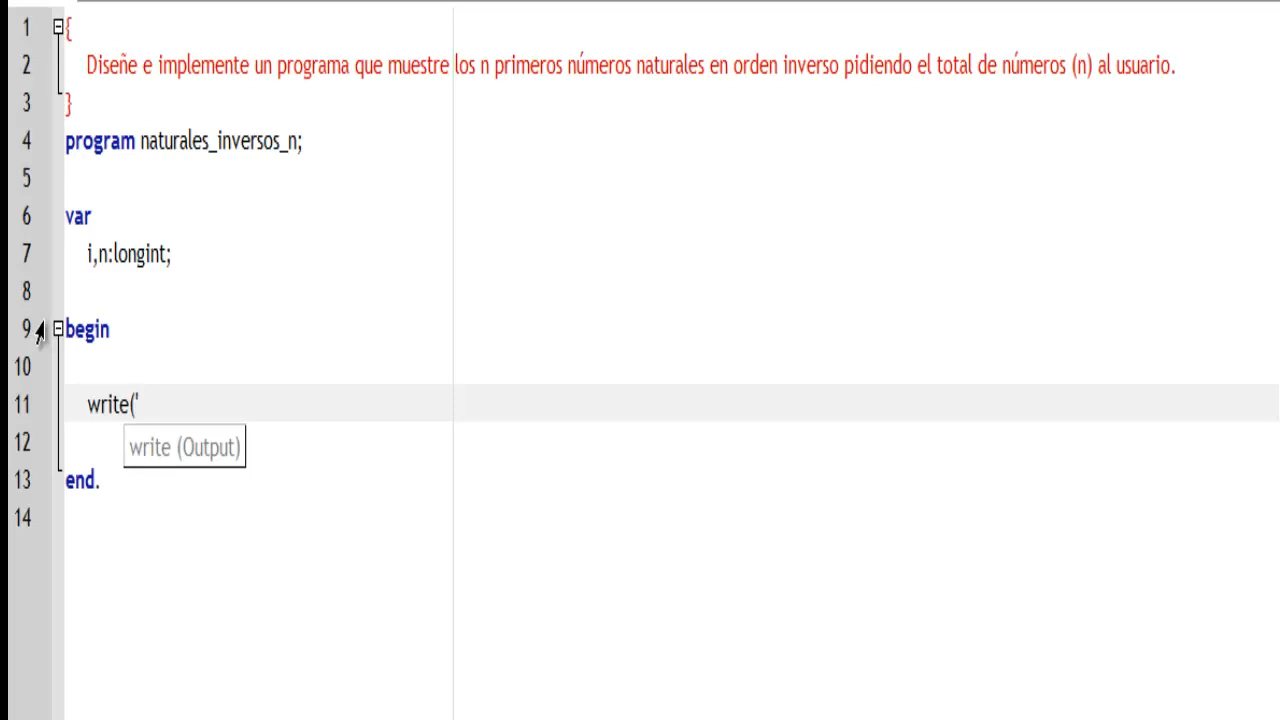 1 {
2 Diseñe e implemente un programa que muestre los n primeros números naturales en orden inverso pidiendo el total de números (n) al usuario.
3 }
4 program naturales_inversos_n;
5
6 var
7 i,n:longint;
8
9 begin
10
11 write('
12 write (Output)
13 end.
14